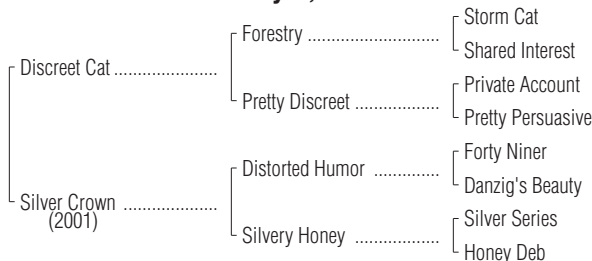 Storm Cat
Forestry ..............................
Shared Interest
Discreet Cat .......................
Private Account
Pretty Discreet ...................
Pretty Persuasive
Forty Niner
Distorted Humor ...............
Danzig's Beauty
Silver Crown .....................
(2001)
Silver Series
Silvery Honey ...................
Honey Deb